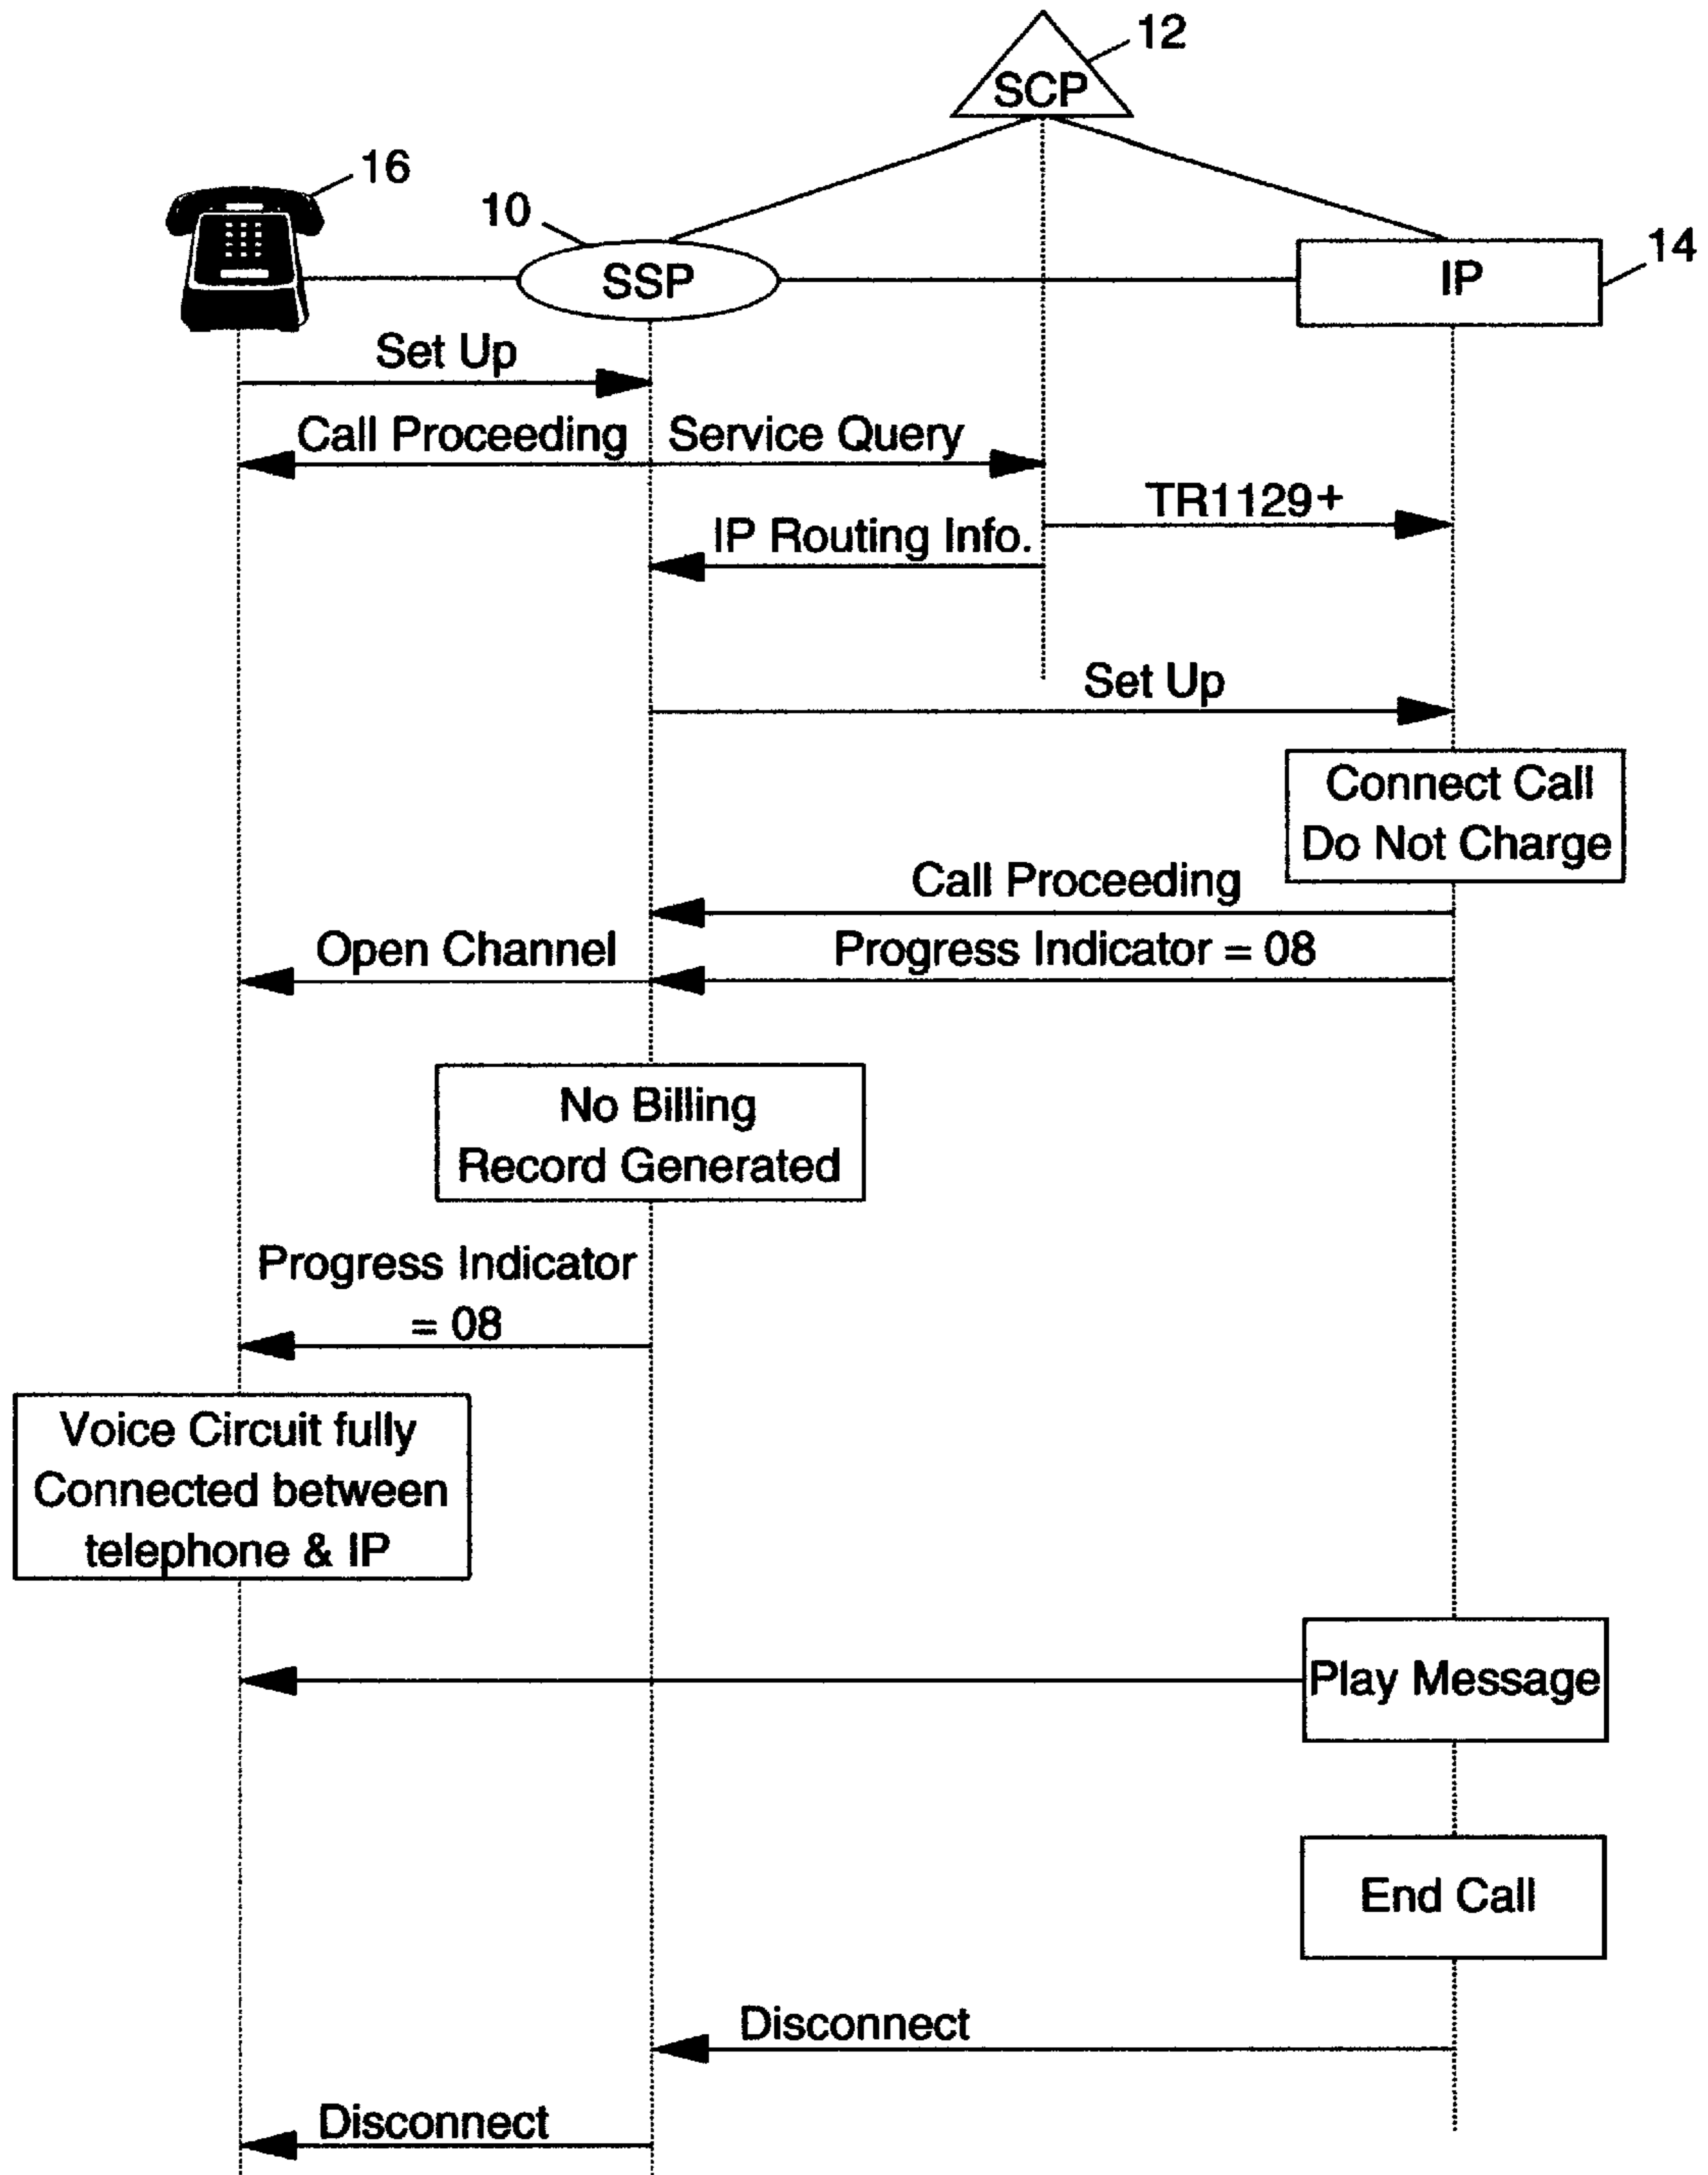 12
SCP
16
10
SSP
IP
14
Set Up
Call Proceeding
Service Query
TR1129+
IP Routing Info.
Set Up
Connect Call
Do Not Charge
Call Proceeding
Open Channel
Progress Indicator = 08
No Billing
Record Generated
Progress Indicator
= 08
Voice Circuit fully
Connected between
telephone & IP
Play Message
End Call
Disconnect
Disconnect